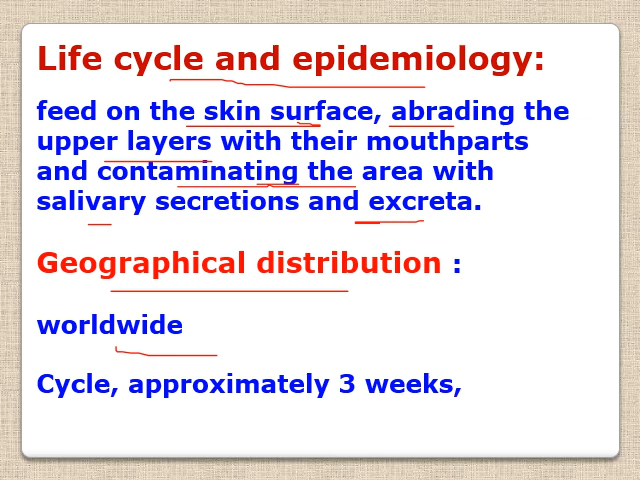 Life cycle and epidemiology:
feed on the skin surface, abrading the
upper layers with their mouthparts
and contaminating the area with
salivary secretions and excreta.
Geographical distribution :
worldwide
Cycle, approximately 3 weeks,